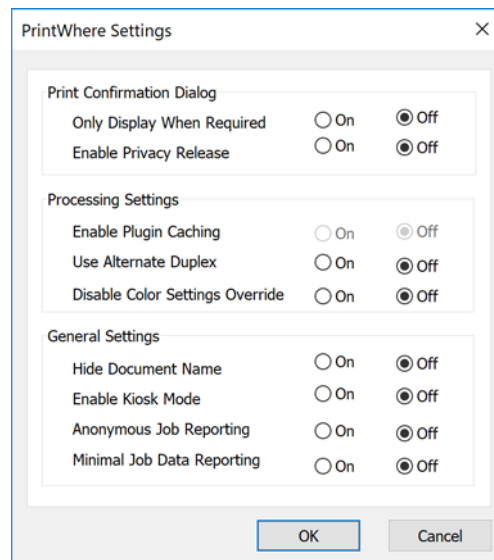 PrintWhere Settings
Print Confirmation Dialog
Only Display When Required On Off
Enable Privacy Release On Off
Processing Settings
Enable Plugin Caching On Off
Use Alternate Duplex On Off
Disable Color Settings Override On Off
General Settings
Hide Document Name On Off
Enable Kiosk Mode On Off
Anonymous Job Reporting On Off
Minimal Job Data Reporting On Off
OK Cancel